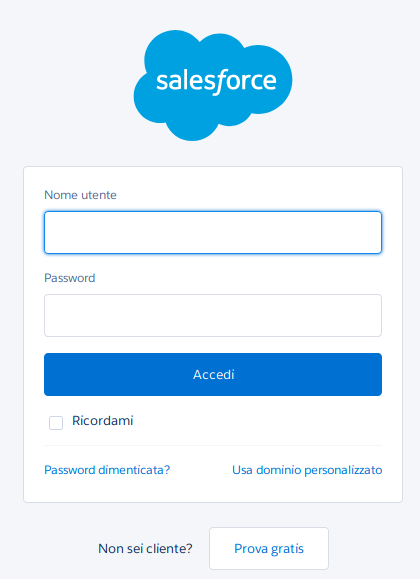 salesforce
Nome utente
Password
Accedi
Ricordami
Password dimenticata? Usa dominio personalizzato
Non sei cliente? Prova gratis